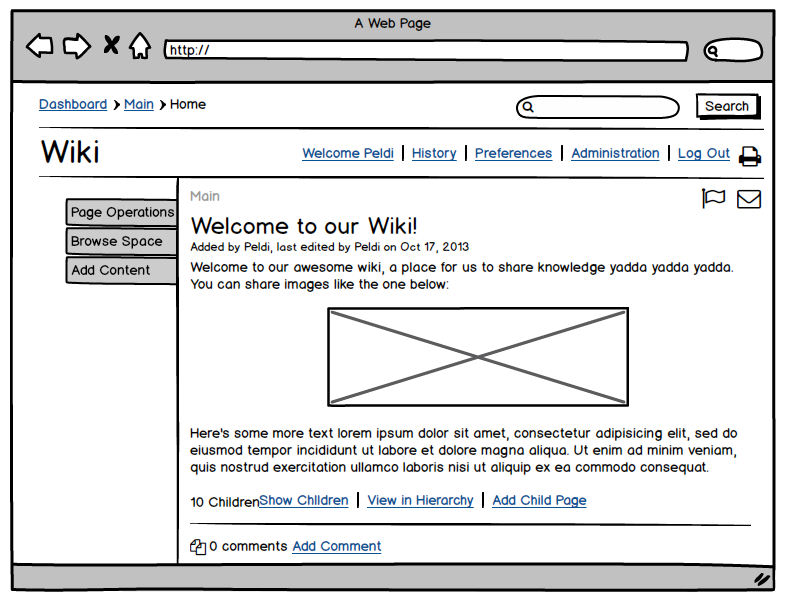 A Web Page
http://
Dashboard Main Home
Search
Wiki
Welcome Peldi History Preferences Administration Log Out
Page Operations
Browse Space
Add Content
Main
Welcome to our Wiki!
Added by Peldi, last edited by Peldi on Oct 17, 2013
Welcome to our awesome wiki, a place for us to share knowledge yadda yadda yadda.
You can share images like the one below:
Here's some more text lorem ipsum dolor sit amet, consectetur adipisicing elit, sed do
eiusmod tempor incididunt ut labore et dolore magna aliqua. Ut enim ad minim veniam,
quis nostrud exercitation ullamco laboris nisi ut aliquip ex ea commodo consequat.
10 Children Show Children View in Hierarchy Add Child Page
0 comments Add Comment